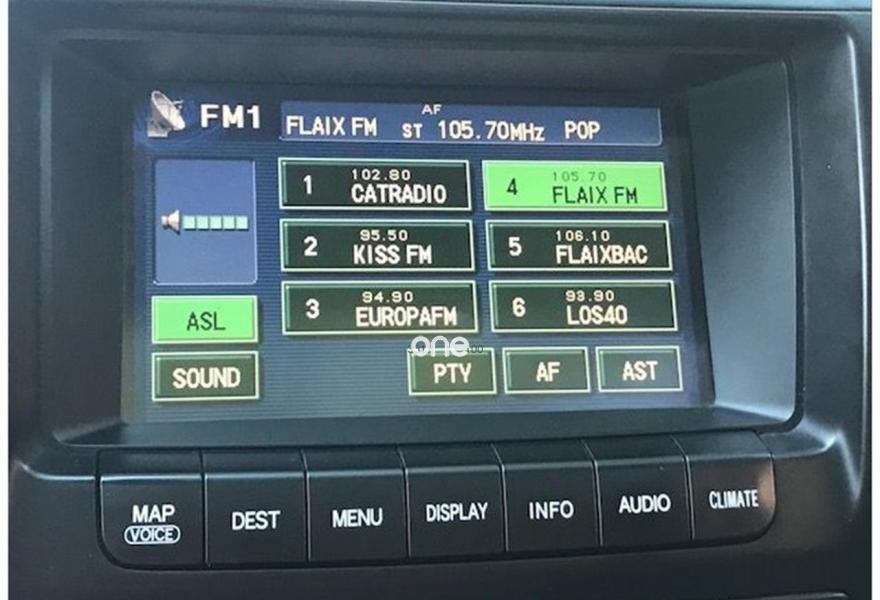 FM1
AF
FLAIX FM ST 105.70MHz POP
1 102.80 CATRADIO
4 105.70 FLAIX FM
2 95.50 KISS FM
5 106.10 FLAIXBAC
3 94.90 EUROPAFM
6 93.90 LOS40
ASL
one
SOUND
PTY
AF
AST
MAP
VOICE
DEST
MENU
DISPLAY
INFO
AUDIO
CLIMATE